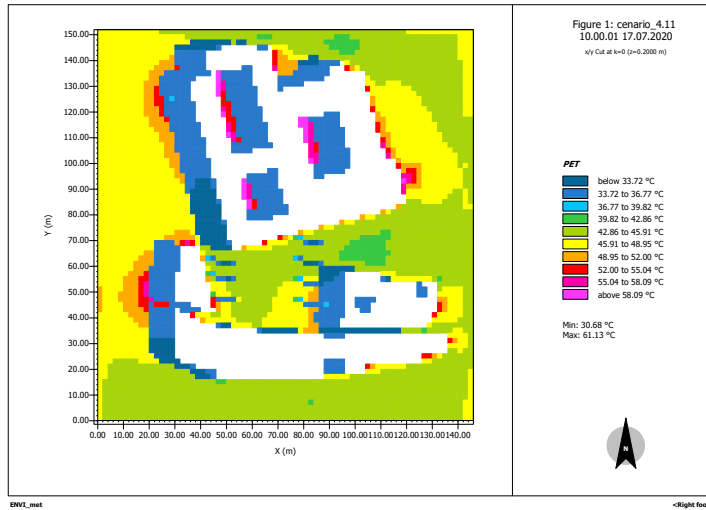 Figure 1: cenario_4.11
10.00.01 17.07.2020
x/y Cut at k=0 (z=0.2000 m)
150.00
140.00
130.00
120.00
110.00
100.00
90.00
80.00
70.00
60.00
50.00
40.00
30.00
20.00
10.00
0.00
Y (m)
0.00 10.00 20.00 30.00 40.00 50.00 60.00 70.00 80.00 90.00 100.00 110.00 120.00 130.00 140.00
X (m)
PET
below 33.72 °C
33.72 to 36.77 °C
36.77 to 39.82 °C
39.82 to 42.86 °C
42.86 to 45.91 °C
45.91 to 48.95 °C
48.95 to 52.00 °C
52.00 to 55.04 °C
55.04 to 58.09 °C
above 58.09 °C
Min: 30.68 °C
Max: 61.13 °C
N
ENVI_met
<Right foo